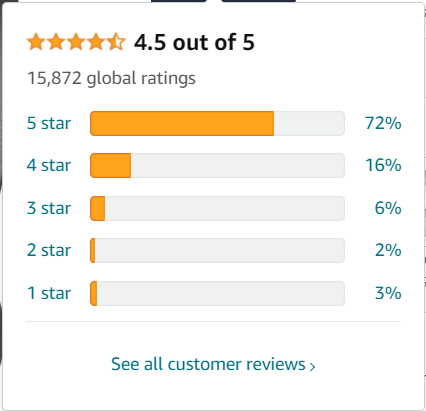 4.5 out of 5
15,872 global ratings
5 star 72%
4 star 16%
3 star 6%
2 star 2%
1 star 3%
See all customer reviews ›